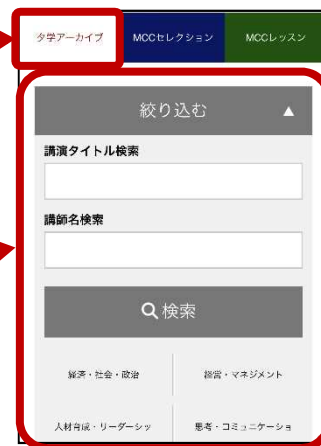 夕学アーカイブ MCCセレクション MCCレッスン
絞り込む ▲
講演タイトル検索
講師名検索
検索
経済・社会・政治 経営・マネジメント
人材育成・リーダーシッ 思考・コミュニケーショ